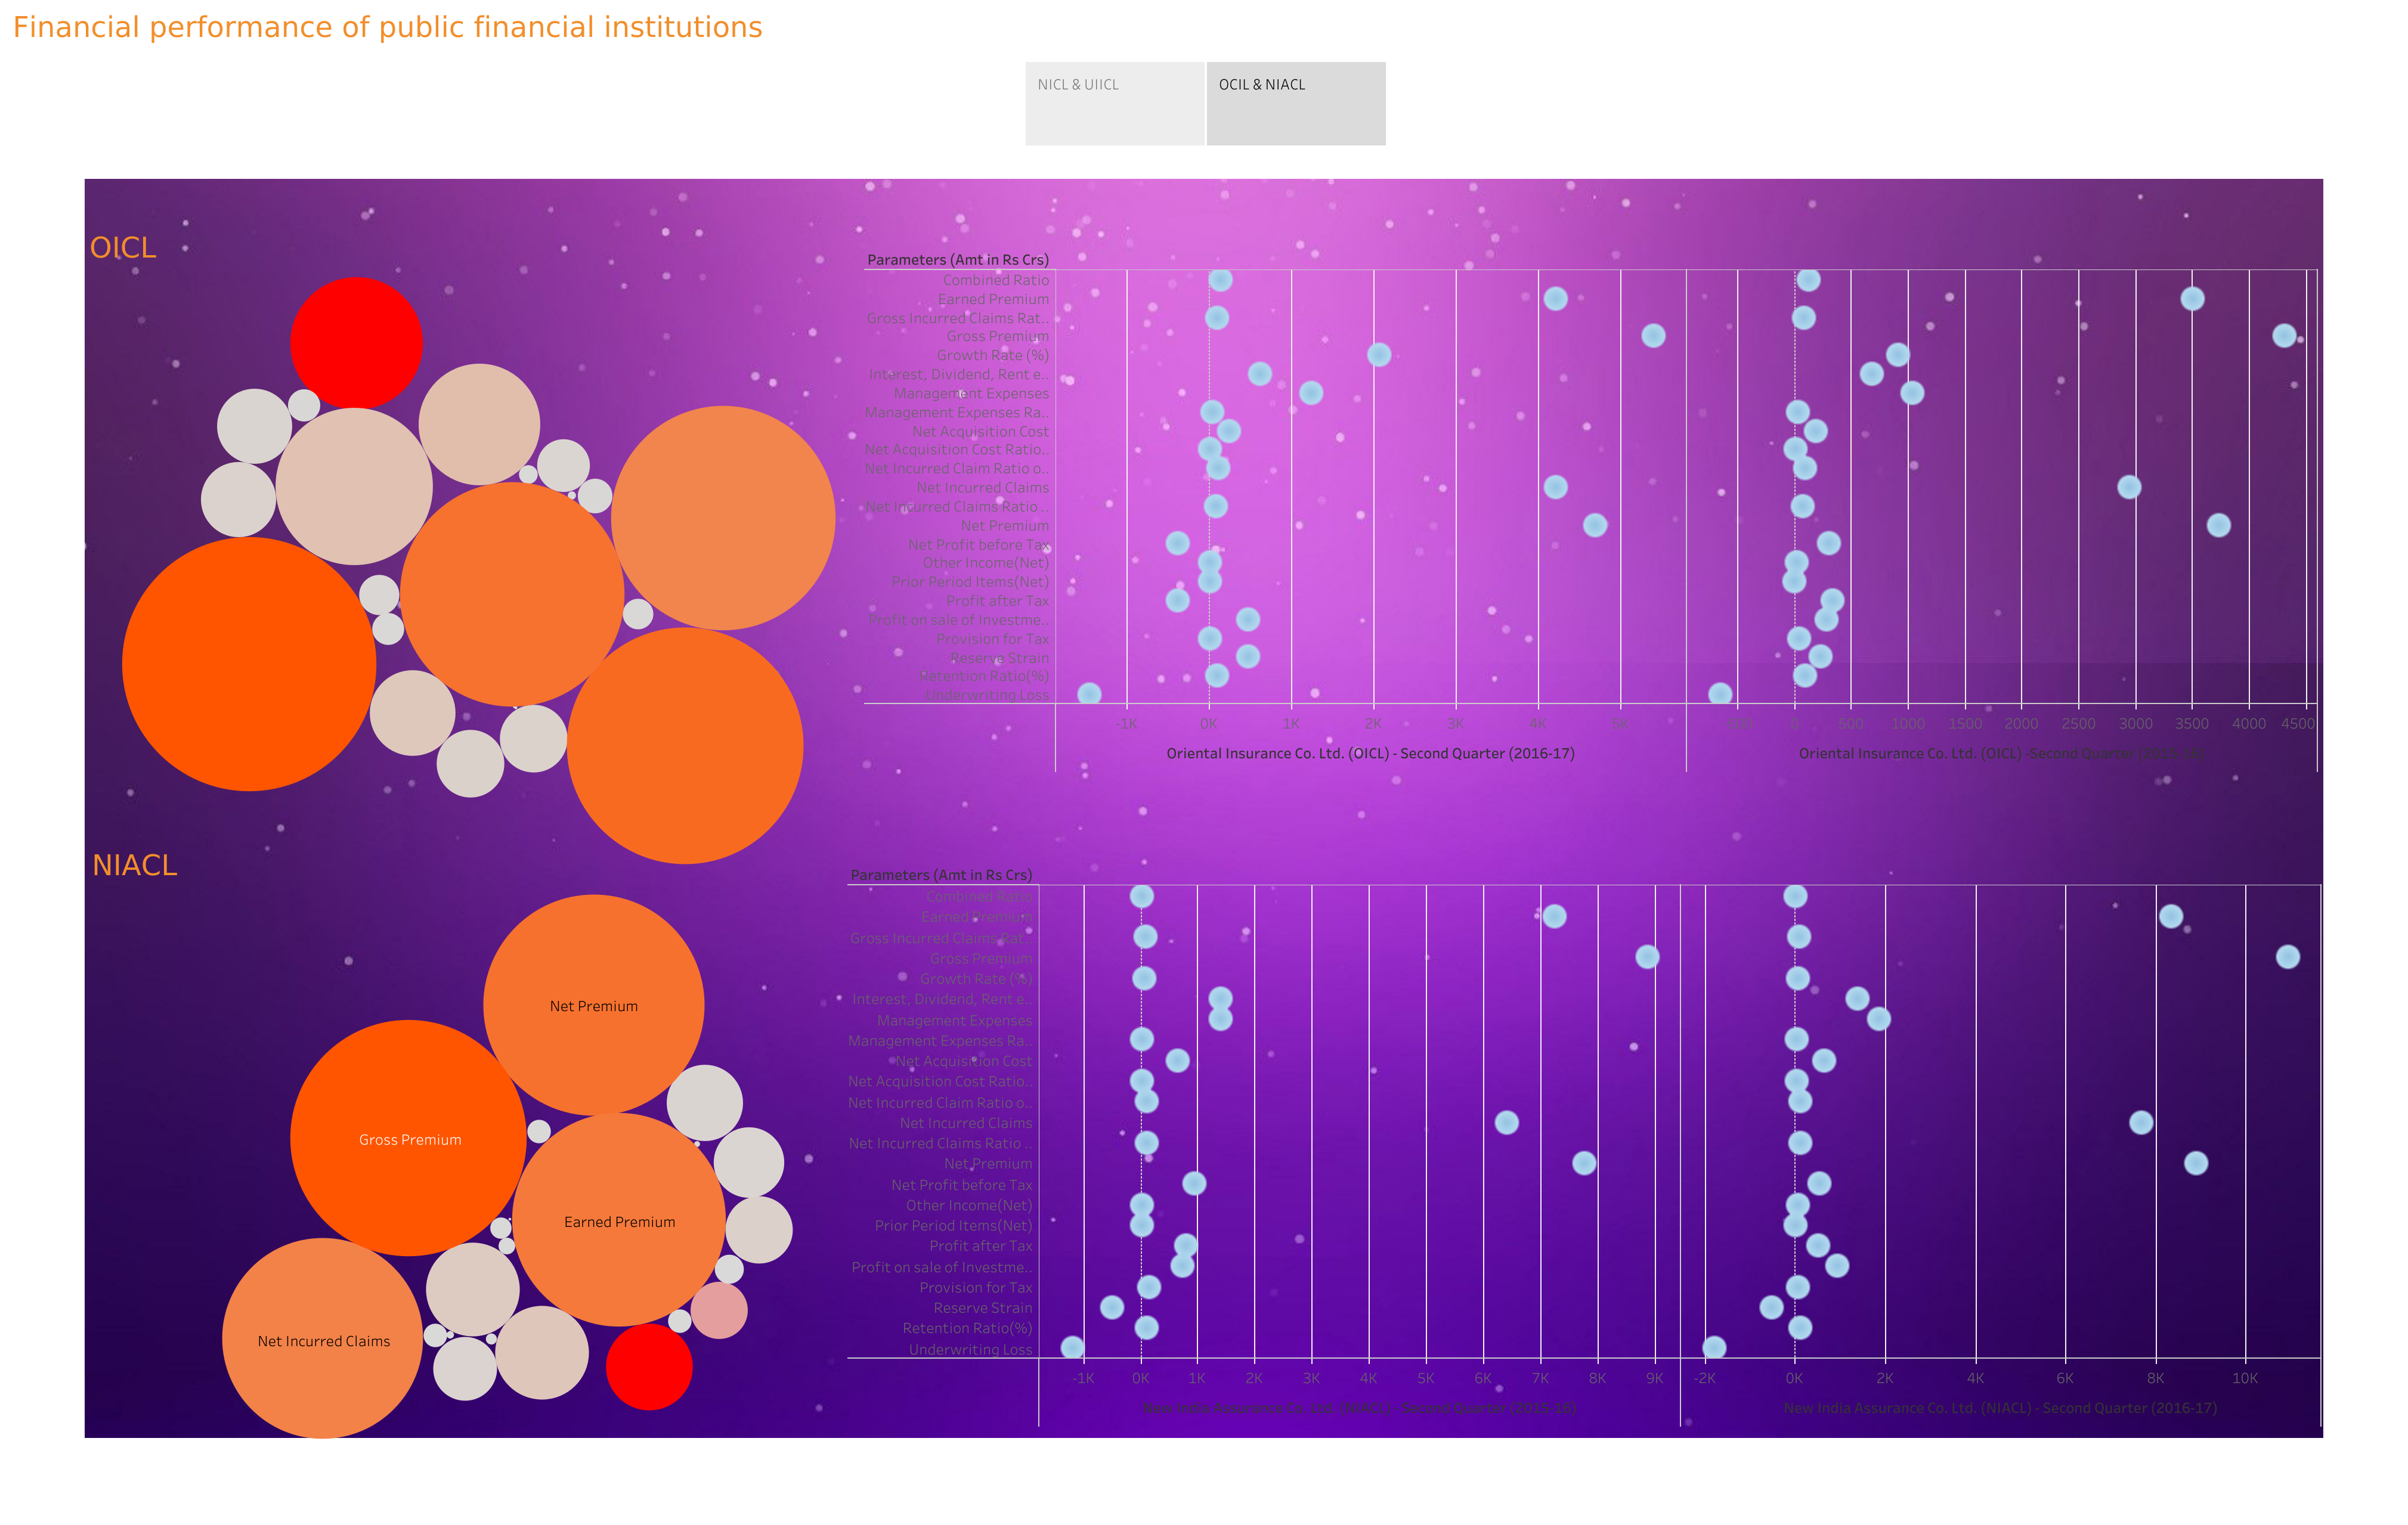 Financial performance of public financial institutions
NICL & UIICL
OCIL & NIACL
OICL
Parameters (Amt in Rs Crs)
Combined Ratio
Earned Premium
Gross Incurred Claims Rat..
Gross Premium
Growth Rate (%)
Interest, Dividend, Rent e..
Management Expenses
Management Expenses Ra..
Net Acquisition Cost
Net Acquisition Cost Ratio..
Net Incurred Claim Ratio o..
Net Incurred Claims
Net Incurred Claims Ratio ..
Net Premium
Net Profit before Tax
Other Income(Net)
Prior Period Items(Net)
Profit after Tax
Profit on sale of Investme..
Provision for Tax
Reserve Strain
Retention Ratio(%)
Underwriting Loss
-1K 0K 1K 2K 3K 4K 5K
0 500 1000 1500 2000 2500 3000 3500 4000 4500
Oriental Insurance Co. Ltd. (OICL) - Second Quarter (2016-17)
Oriental Insurance Co. Ltd. (OICL) -Second Quarter
NIACL
Net Premium
Gross Premium
Earned Premium
Net Incurred Claims
Parameters (Amt in Rs Crs)
Combined Ratio
Earned Premium
Gross Incurred Claims Rat..
Gross Premium
Growth Rate (%)
Interest, Dividend, Rent e..
Management Expenses
Management Expenses Ra..
Net Acquisition Cost
Net Acquisition Cost Ratio..
Net Incurred Claim Ratio o..
Net Incurred Claims
Net Incurred Claims Ratio ..
Net Premium
Net Profit before Tax
Other Income(Net)
Prior Period Items(Net)
Profit after Tax
Profit on sale of Investme..
Provision for Tax
Reserve Strain
Retention Ratio(%)
Underwriting Loss
-1K 0K 1K 2K 3K 4K 5K 6K 7K 8K 9K
-2K 0K 2K 4K 6K 8K 10K
New India Assurance Co. Ltd. (NIACL) - Second Quarter (2015-16)
New India Assurance Co. Ltd. (NIACL) - Second Quarter (2016-17)